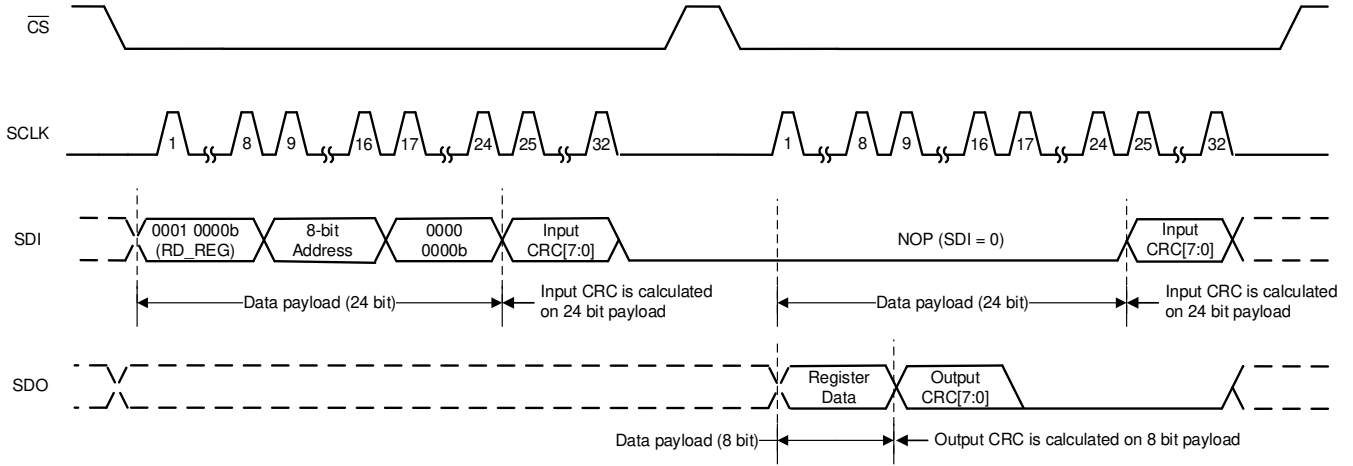 CS
SCLK
1 8 9 16 17 24 25 32 1 8 9 16 17 24 25 32
SDI
0001 0000b
(RD_REG)
8-bit
Address
0000
0000b
Input
CRC[7:0]
NOP (SDI = 0)
Input
CRC[7:0]
Data payload (24 bit)
Input CRC is calculated
on 24 bit payload
Data payload (24 bit)
Input CRC is calculated
on 24 bit payload
SDO
Register
Data
Output
CRC[7:0]
Data payload (8 bit)
Output CRC is calculated on 8 bit payload